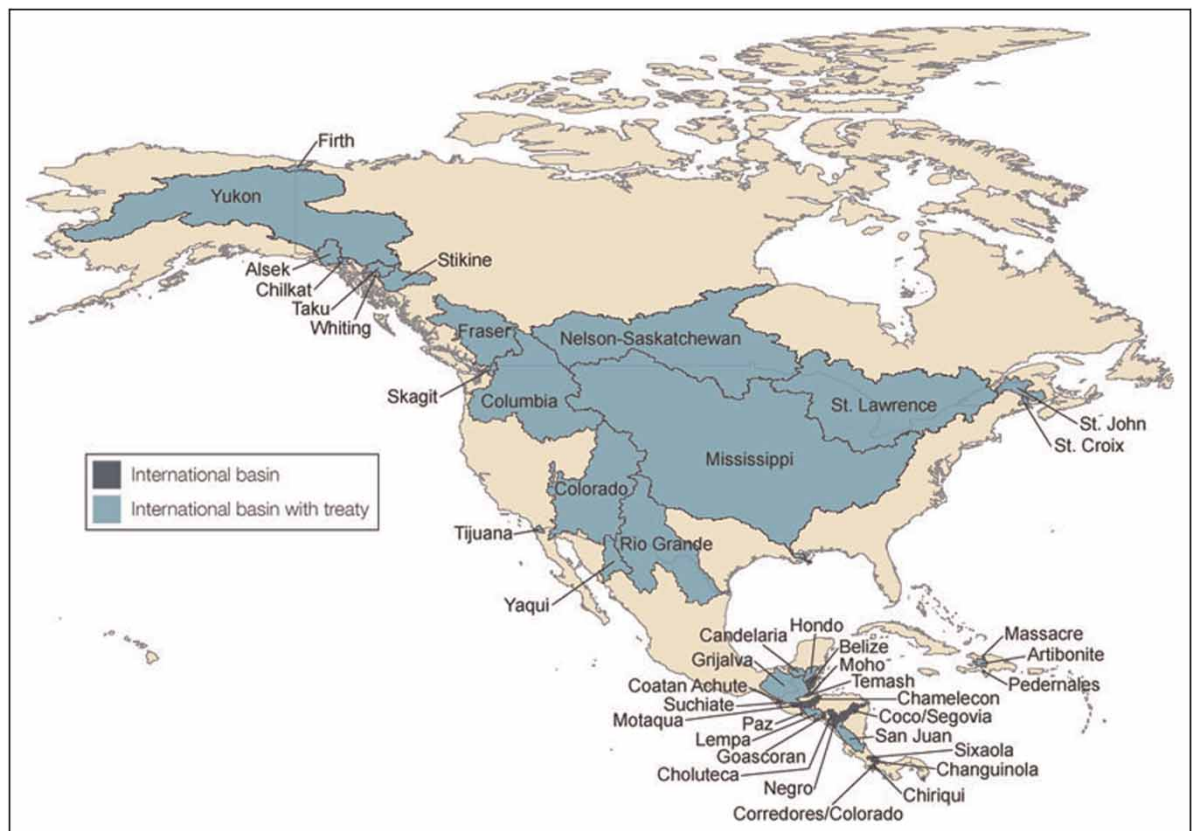 Firth
Yukon
Alsek
Chilkat
Taku
Whiting
Stikine
Fraser
Nelson-Saskatchewan
Skagit
Columbia
St. Lawrence
St. John
St. Croix
Mississippi
International basin
International basin with treaty
Colorado
Tijuana
Rio Grande
Yaqui
Candelaria
Hondo
Belize
Massacre
Grijalva
Moho
Artibonite
Temash
Pedernales
Coatan Achute
Chamelecon
Suchiate
Coco/Segovia
Motaqua
Paz
San Juan
Lempa
Sixaola
Goascoran
Changuinola
Choluteca
Negro
Chiriqui
Corredores/Colorado